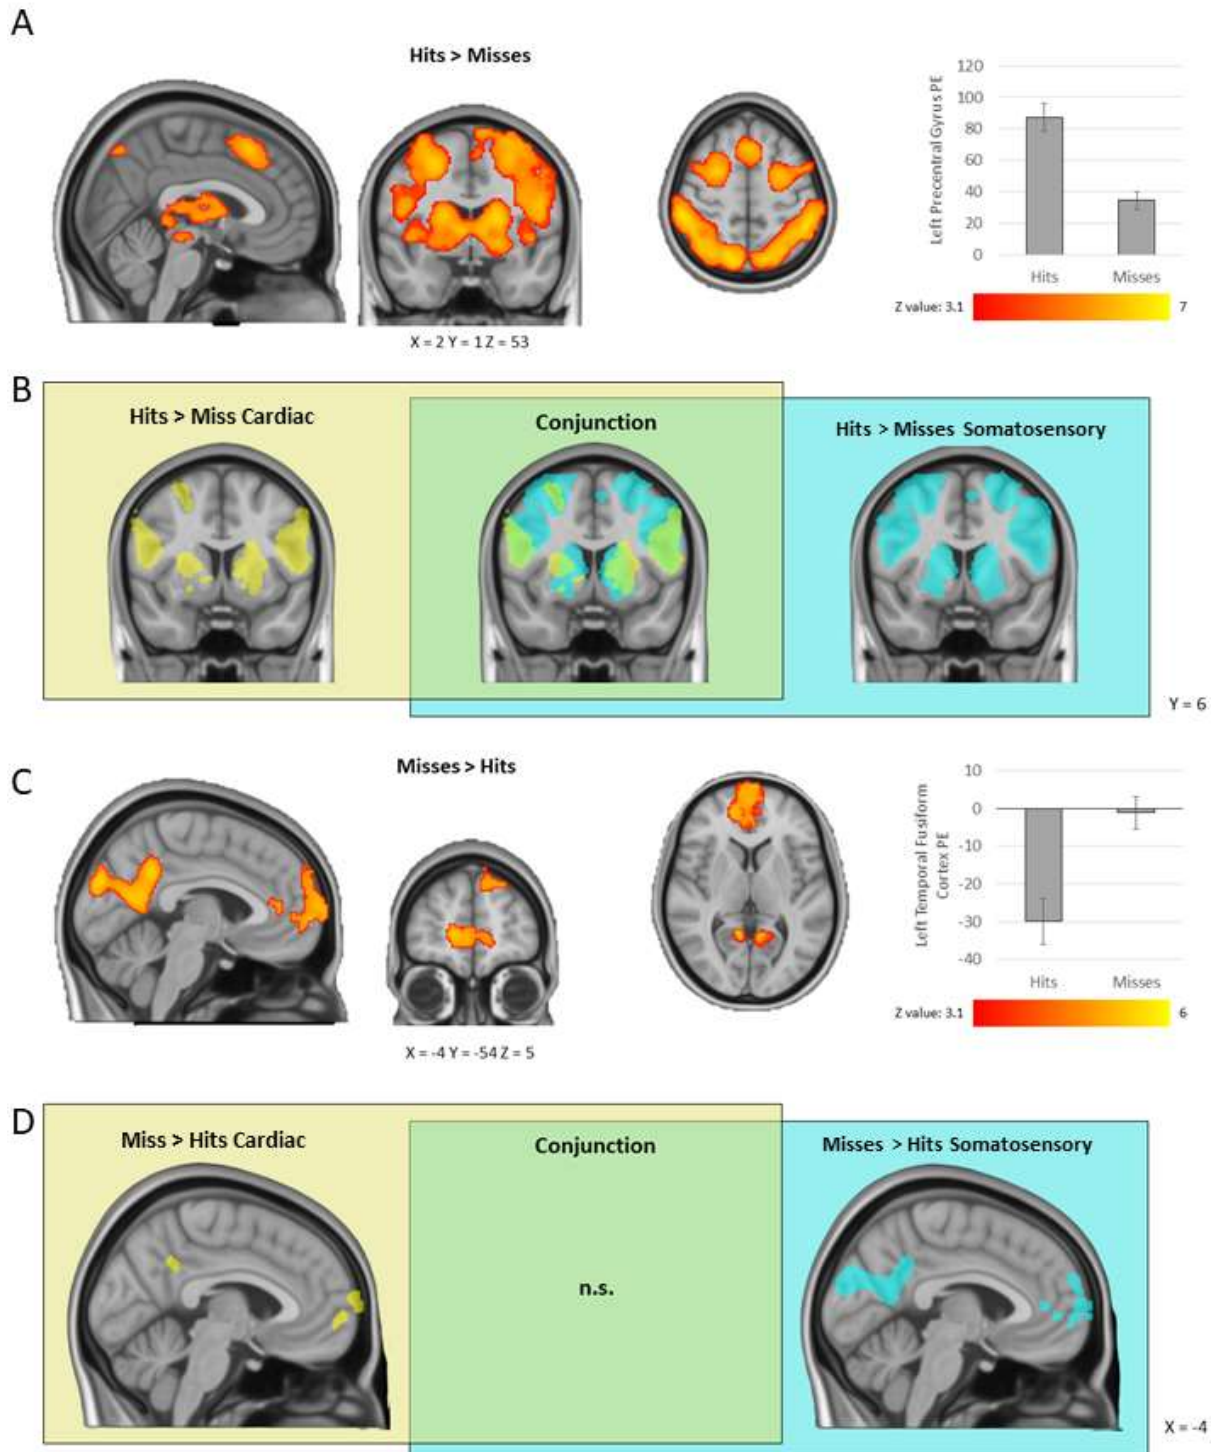 A
Hits > Misses
Left Precentral Gyrus PE
120
100
80
60
40
20
0
Hits Misses
Z value: 3.1 7
X = 2 Y = 1 Z = 53
B
Hits > Miss Cardiac
Conjunction
Hits > Misses Somatosensory
Y = 6
C
Misses > Hits
Left Temporal Fusiform
Cortex PE
10
0
-10
-20
-30
-40
Hits Misses
Z value: 3.1 6
X = -4 Y = -54 Z = 5
D
Miss > Hits Cardiac
Conjunction
Misses > Hits Somatosensory
n.s.
X = -4